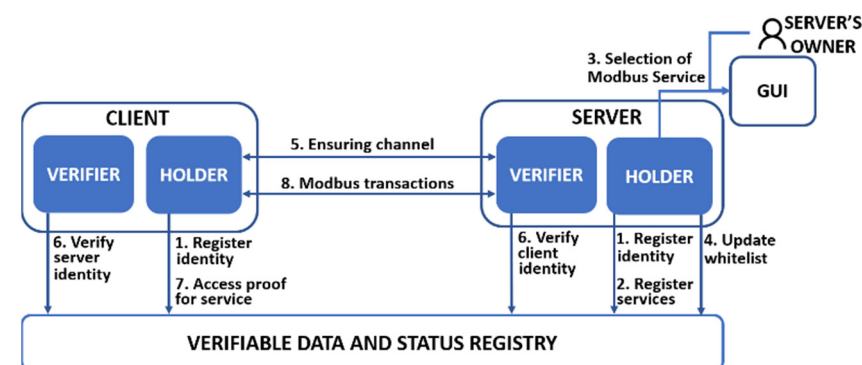 SERVER'S
OWNER
3. Selection of
Modbus Service
GUI
CLIENT
SERVER
5. Ensuring channel
VERIFIER
HOLDER
VERIFIER
HOLDER
8. Modbus transactions
6. Verify
server
identity
1. Register
identity
7. Access proof
for service
6. Verify
client
identity
1. Register
identity
2. Register
services
4. Update
whitelist
VERIFIABLE DATA AND STATUS REGISTRY